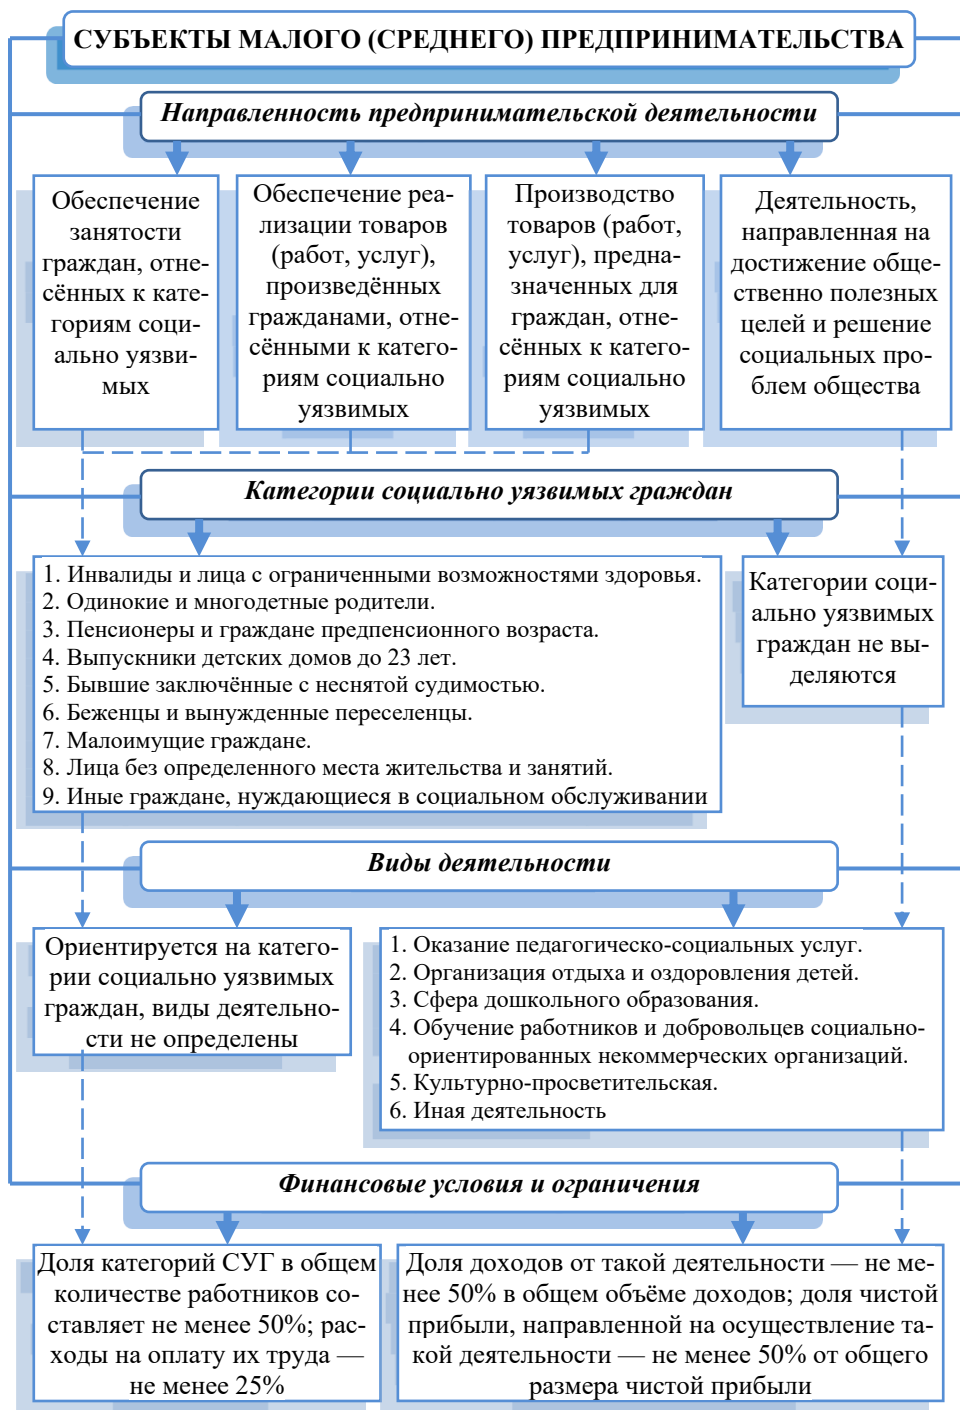 СУБЪЕКТЫ МАЛОГО (СРЕДНЕГО) ПРЕДПРИНИМАТЕЛЬСТВА
Направленность предпринимательской деятельности
Обеспечение
занятости
граждан, отне-
сённых к кате-
гориям соци-
ально уязви-
мых
Обеспечение реа-
лизации товаров
(работ, услуг),
произведённых
гражданами, отне-
сёнными к катего-
риям социально
уязвимых
Производство
товаров (работ,
услуг), предна-
значенных для
граждан, отне-
сённых к катего-
риям социально
уязвимых
Деятельность,
направленная на
достижение обще-
ственно полезных
целей и решение
социальных про-
блем общества
Категории социально уязвимых граждан
1. Инвалиды и лица с ограниченными возможностями здоровья.
2. Одинокие и многодетные родители.
3. Пенсионеры и граждане предпенсионного возраста.
4. Выпускники детских домов до 23 лет.
5. Бывшие заключённые с неснятой судимостью.
6. Беженцы и вынужденные переселенцы.
7. Малоимущие граждане.
8. Лица без определенного места жительства и занятий.
9. Иные граждане, нуждающиеся в социальном обслуживании
Категории соци-
ально уязвимых
граждан не вы-
деляются
Виды деятельности
Ориентируется на катего-
рии социально уязвимых
граждан, виды деятельно-
сти не определены
1. Оказание педагогическо-социальных услуг.
2. Организация отдыха и оздоровления детей.
3. Сфера дошкольного образования.
4. Обучение работников и добровольцев социально-
ориентированных некоммерческих организаций.
5. Культурно-просветительская.
6. Иная деятельность
Финансовые условия и ограничения
Доля категорий СУГ в общем
количестве работников со-
ставляет не менее 50%; рас-
ходы на оплату их труда —
не менее 25%
Доля доходов от такой деятельности — не ме-
нее 50% в общем объёме доходов; доля чистой
прибыли, направленной на осуществление та-
кой деятельности — не менее 50% от общего
размера чистой прибыли